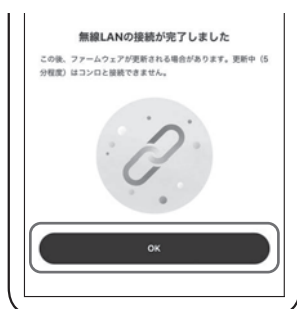 無線LANの接続が完了しました
この後、ファームウェアが更新される場合があります。更新中（5
分程度）はコンロと接続できません。
OK